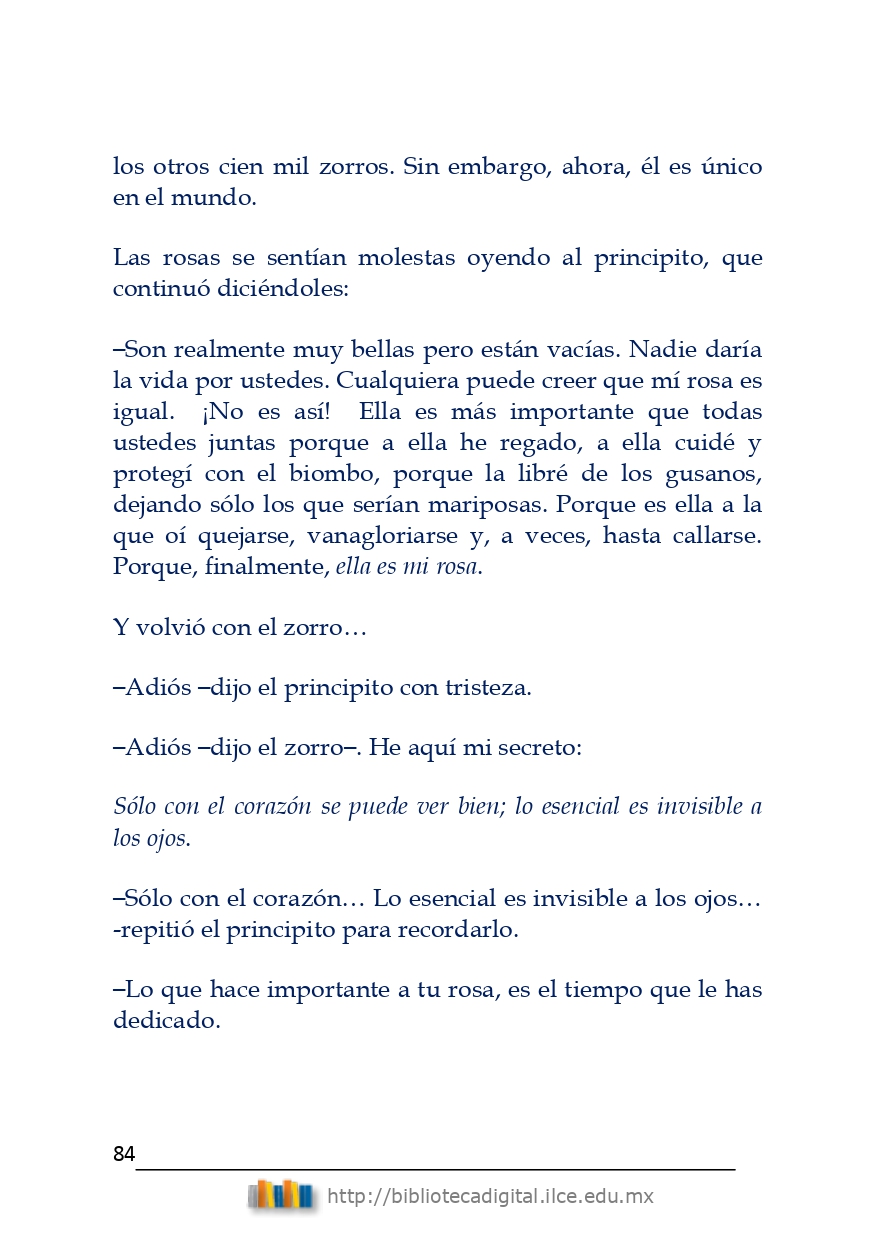 los otros cien mil zorros. Sin embargo, ahora, él es único
en el mundo.
Las rosas se sentían molestas oyendo al principito, que
continuó diciéndoles:
–Son realmente muy bellas pero están vacías. Nadie daría
la vida por ustedes. Cualquiera puede creer que mí rosa es
igual.  ¡No es así!  Ella es más importante que todas
ustedes juntas porque a ella he regado, a ella cuidé y
protegí con el biombo, porque la libré de los gusanos,
dejando sólo los que serían mariposas. Porque es ella a la
que oí quejarse, vanagloriarse y, a veces, hasta callarse.
Porque, finalmente, ella es mi rosa.
Y volvió con el zorro…
–Adiós –dijo el principito con tristeza.
–Adiós –dijo el zorro–. He aquí mi secreto:
Sólo con el corazón se puede ver bien; lo esencial es invisible a
los ojos.
–Sólo con el corazón… Lo esencial es invisible a los ojos…
-repitió el principito para recordarlo.
–Lo que hace importante a tu rosa, es el tiempo que le has
dedicado.
84
http://bibliotecadigital.ilce.edu.mx